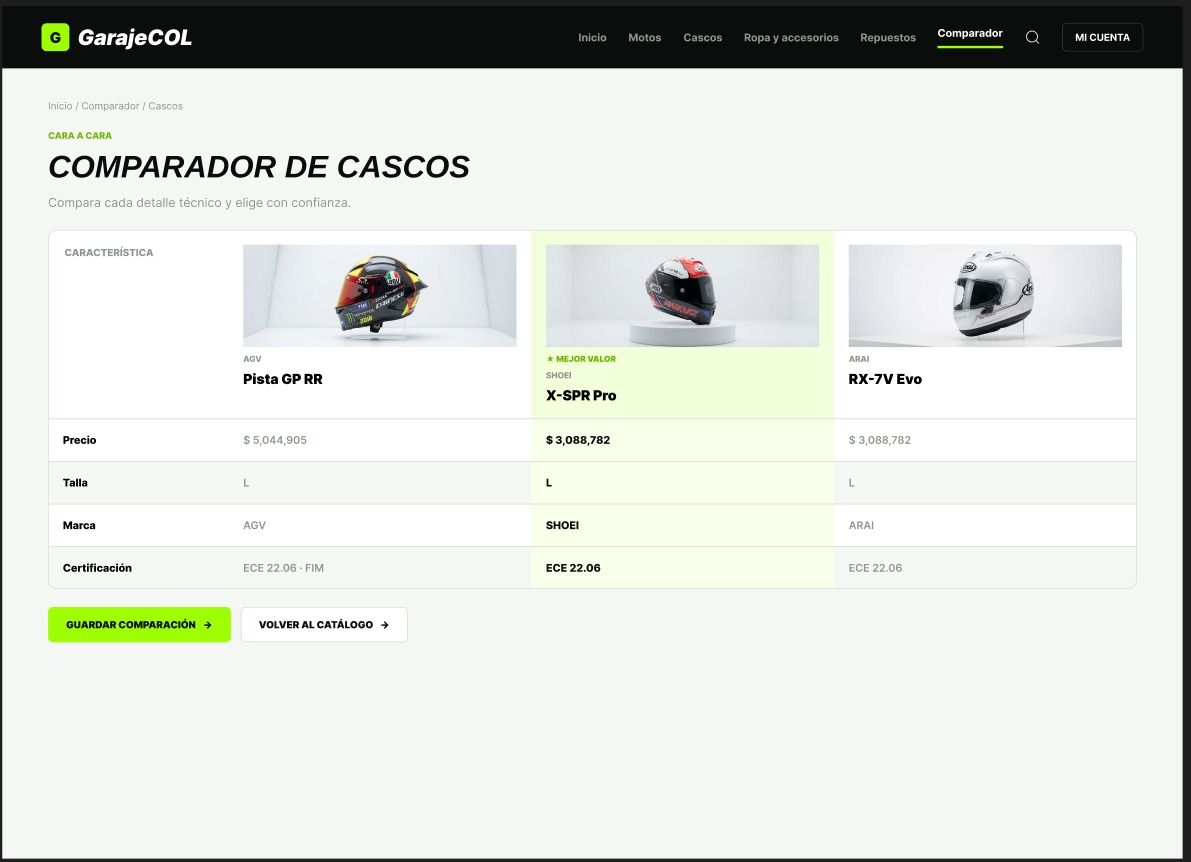 G GarajeCOL
Inicio Motos Cascos Ropa y accesorios Repuestos Comparador MI CUENTA
Inicio / Comparador / Cascos
CARA A CARA
COMPARADOR DE CASCOS
Compara cada detalle técnico y elige con confianza.
CARACTERÍSTICA
AGV
Pista GP RR
★ MEJOR VALOR
SHOEI
X-SPR Pro
ARAI
RX-7V Evo
Precio $ 5,044,905 $ 3,088,782 $ 3,088,782
Talla L L L
Marca AGV SHOEI ARAI
Certificación ECE 22.06 · FIM ECE 22.06 ECE 22.06
GUARDAR COMPARACIÓN → VOLVER AL CATÁLOGO →